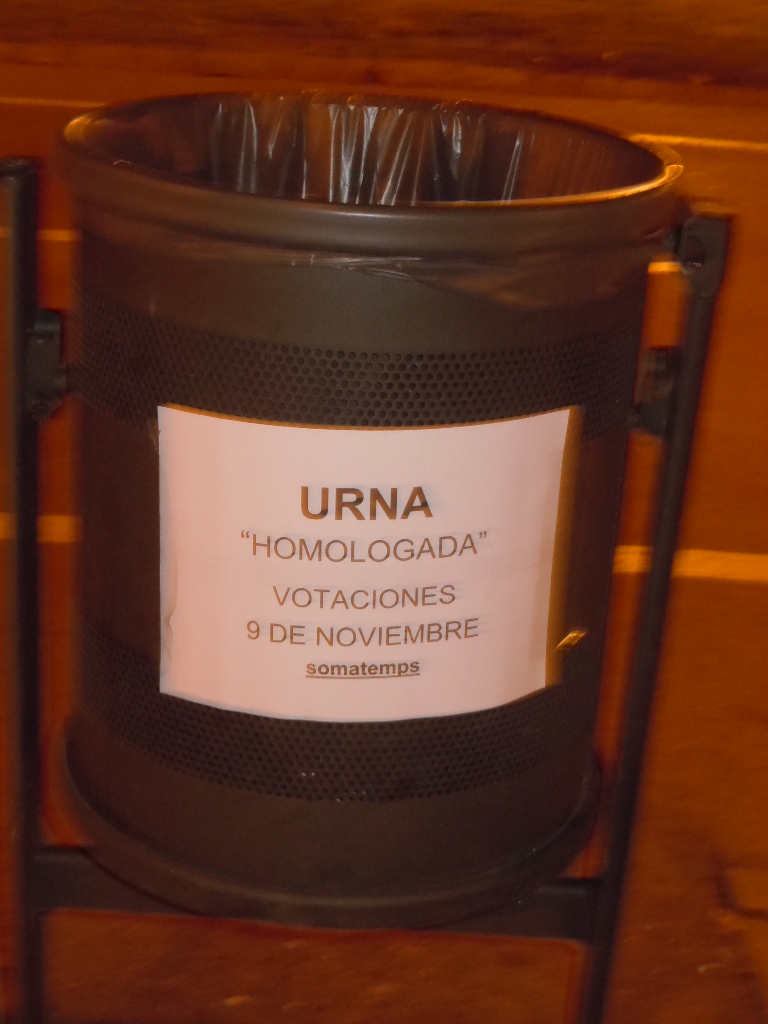 URNA
“HOMOLOGADA”
VOTACIONES
9 DE NOVIEMBRE
somatemps